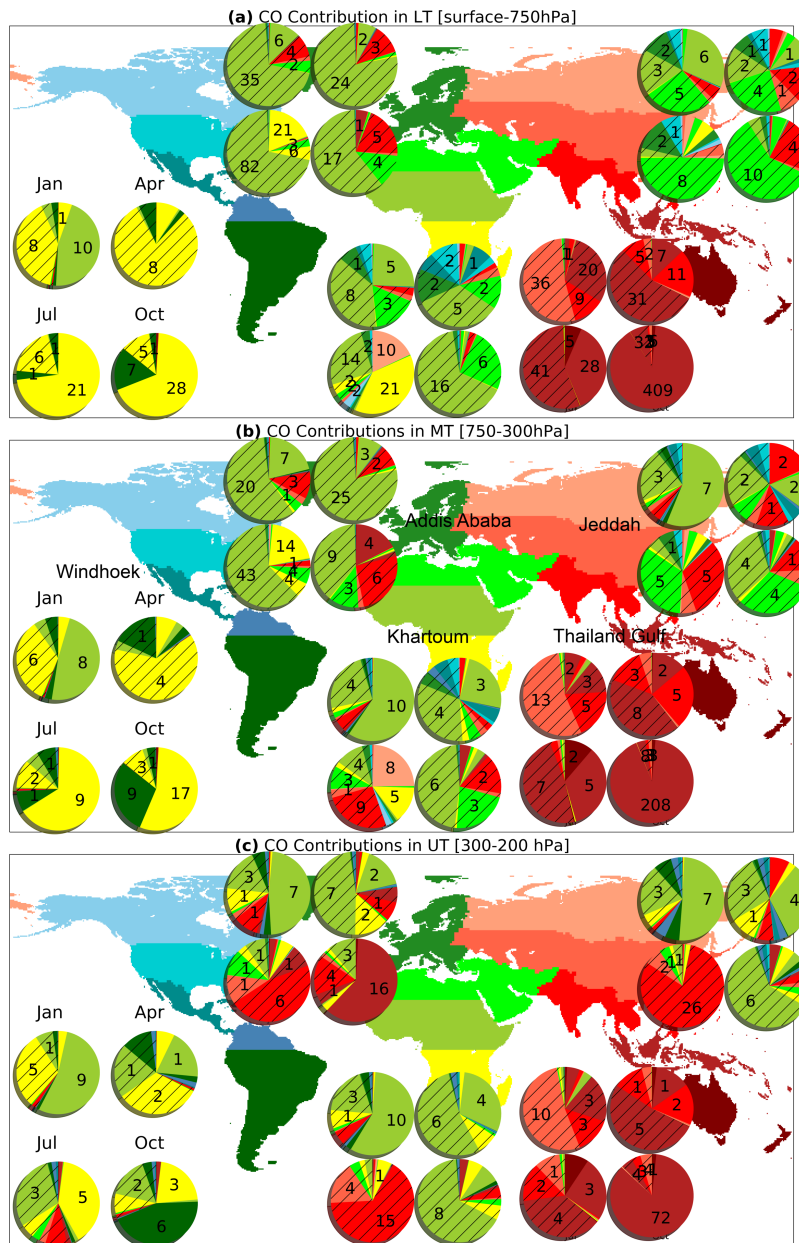 (a) CO Contribution in LT [surface-750hPa]
6 4 2 35
2 3 24
6 5 3 2
1 1 2 1 4 2
21 3 6 82
1 5 4 17
1 8 2
4 10
Jan Apr
1 10 8
8
5 3 8 1
1 2 5 2 2
1 20 9 36
7 11 31 5 2
Jul Oct
21 1 6 1
28 7 5 1
10 21 2 2 2 14 2
6 16
5 28 41
409
(b) CO Contributions in MT [750-300hPa]
7 3 1 20
3 2 25
7 3
2 2 1 2
Addis Ababa
Jeddah
14 1 4 4 43
4 6 3 9
5 5 1
1 4 4
Windhoek
Jan Apr
8 6
4 1
Khartoum
Thailand Gulf
10 4
3 4
2 3 5 13
2 5 8 3
Jul Oct
9 1 2 1
17 9 3 1
8 5 9 1 3 4
2 3 6
2 5 7
208
(c) CO Contributions in UT [300-200 hPa]
7 1 1 3
2 1 2 7
7 3
4 1 3
1 6 1 1 1
16 1 4 3
26 2 1
6
Jan Apr
9 5 1
1 2 1
10 1 3
4 6
3 3 10
1 2 5 1
Jul Oct
5 3
3 6 2
1 15 4
8
3 4 2 1
72 4 3 4 1